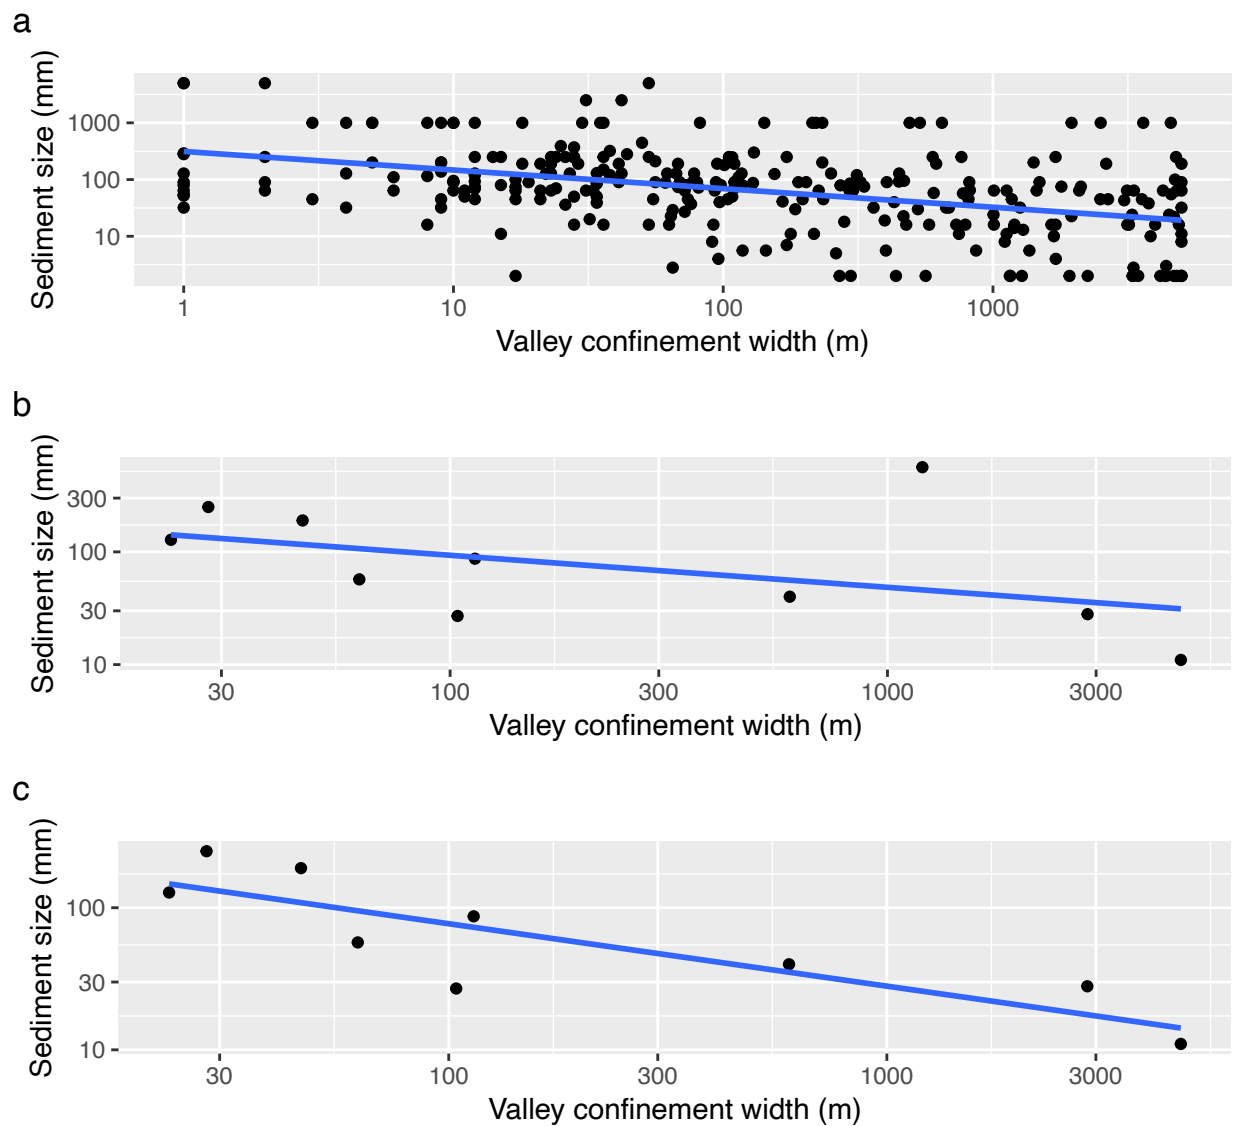 a
Sediment size (mm)
1000
100
10
1 10 100 1000
Valley confinement width (m)
b
Sediment size (mm)
300
100
30
10
30 100 300 1000 3000
Valley confinement width (m)
c
Sediment size (mm)
100
30
10
30 100 300 1000 3000
Valley confinement width (m)